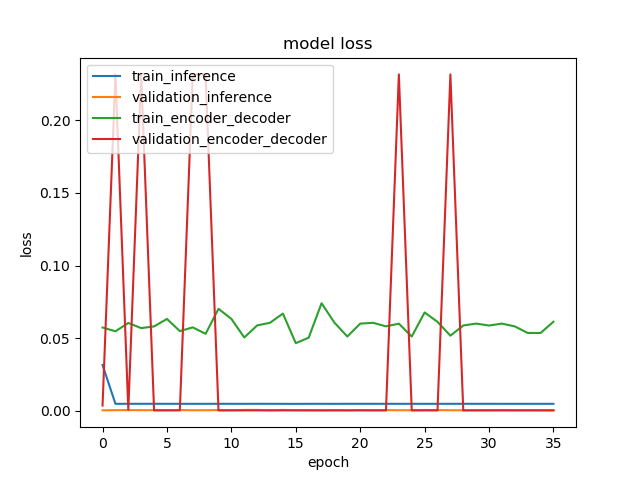 model loss
train_inference
validation_inference
train_encoder_decoder
validation_encoder_decoder
loss
0.20
0.15
0.10
0.05
0.00
0 5 10 15 20 25 30 35
epoch